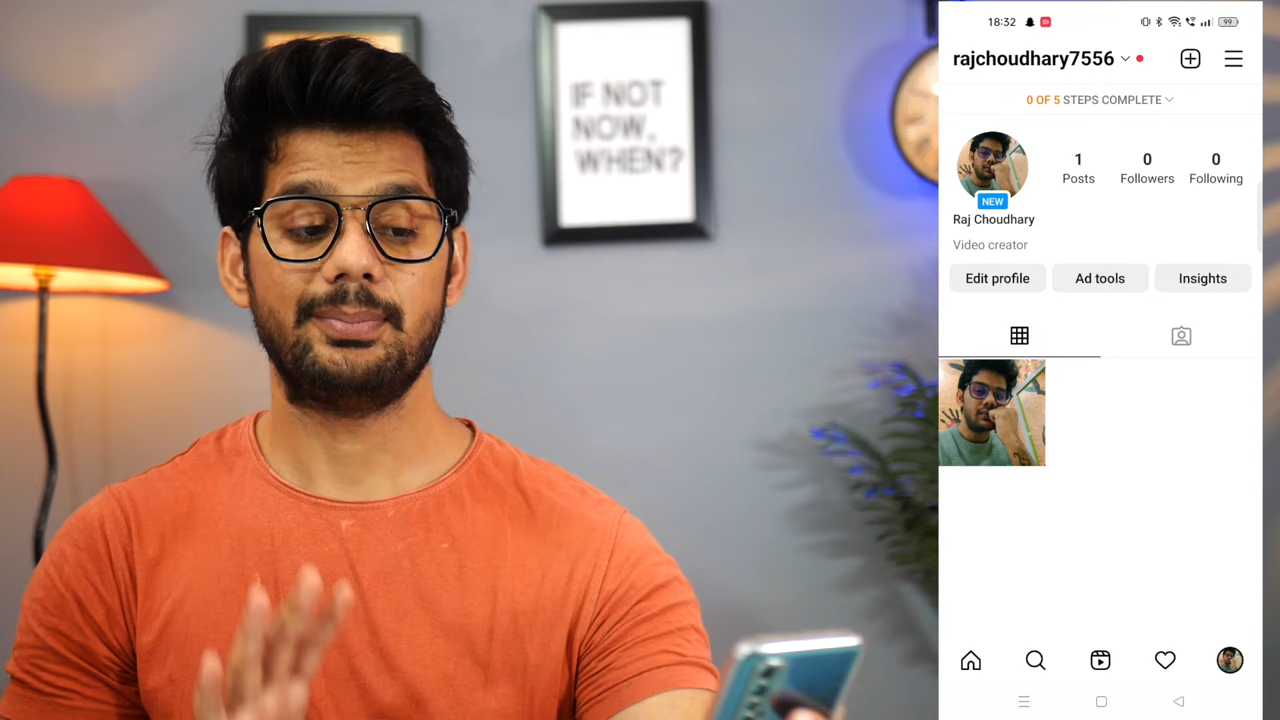 IF NOT
NOW,
WHEN?
18:32
99
rajchoudhary7556
0 OF 5 STEPS COMPLETE
1
0
0
Posts
Followers
Following
NEW
Raj Choudhary
Video creator
Edit profile
Ad tools
Insights